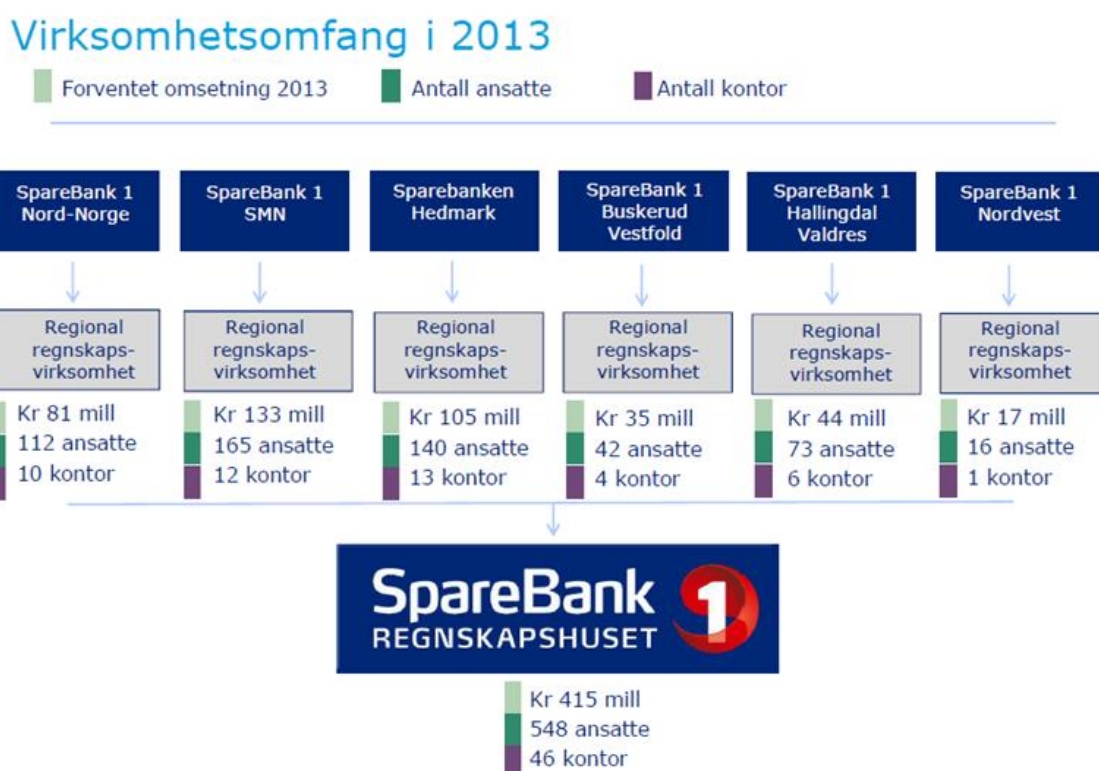 Virksomhetsomfang i 2013
Forventet omsetning 2013
Antall ansatte
Antall kontor
SpareBank 1
Nord-Norge
SpareBank 1
SMN
Sparebanken
Hedmark
SpareBank 1
Buskerud
Vestfold
SpareBank 1
Hallingdal
Valdres
SpareBank 1
Nordvest
Regional
regnskaps-
virksomhet
Regional
regnskaps-
virksomhet
Regional
regnskaps-
virksomhet
Regional
regnskaps-
virksomhet
Regional
regnskaps-
virksomhet
Regional
regnskaps-
virksomhet
Kr 81 mill
112 ansatte
10 kontor
Kr 133 mill
165 ansatte
12 kontor
Kr 105 mill
140 ansatte
13 kontor
Kr 35 mill
42 ansatte
4 kontor
Kr 44 mill
73 ansatte
6 kontor
Kr 17 mill
16 ansatte
1 kontor
SpareBank 1
REGNSKAPSHUSET
Kr 415 mill
548 ansatte
46 kontor